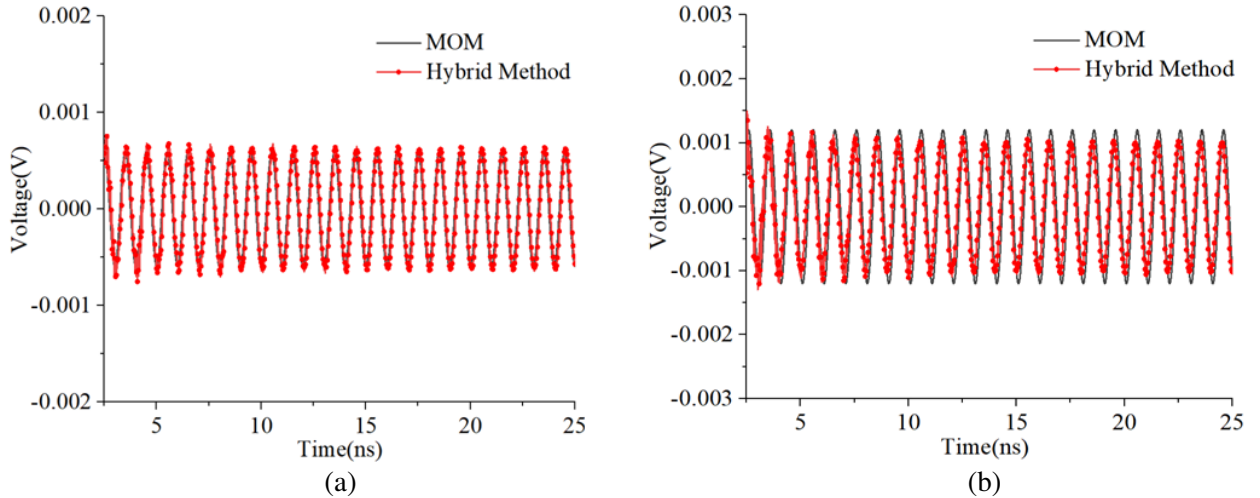 0.002
0.001
0.000
-0.001
-0.002
Voltage(V)
MOM
Hybrid Method
5
10
15
20
25
Time(ns)
(a)
0.003
0.002
0.001
0.000
-0.001
-0.002
-0.003
Voltage(V)
MOM
Hybrid Method
5
10
15
20
25
Time(ns)
(b)